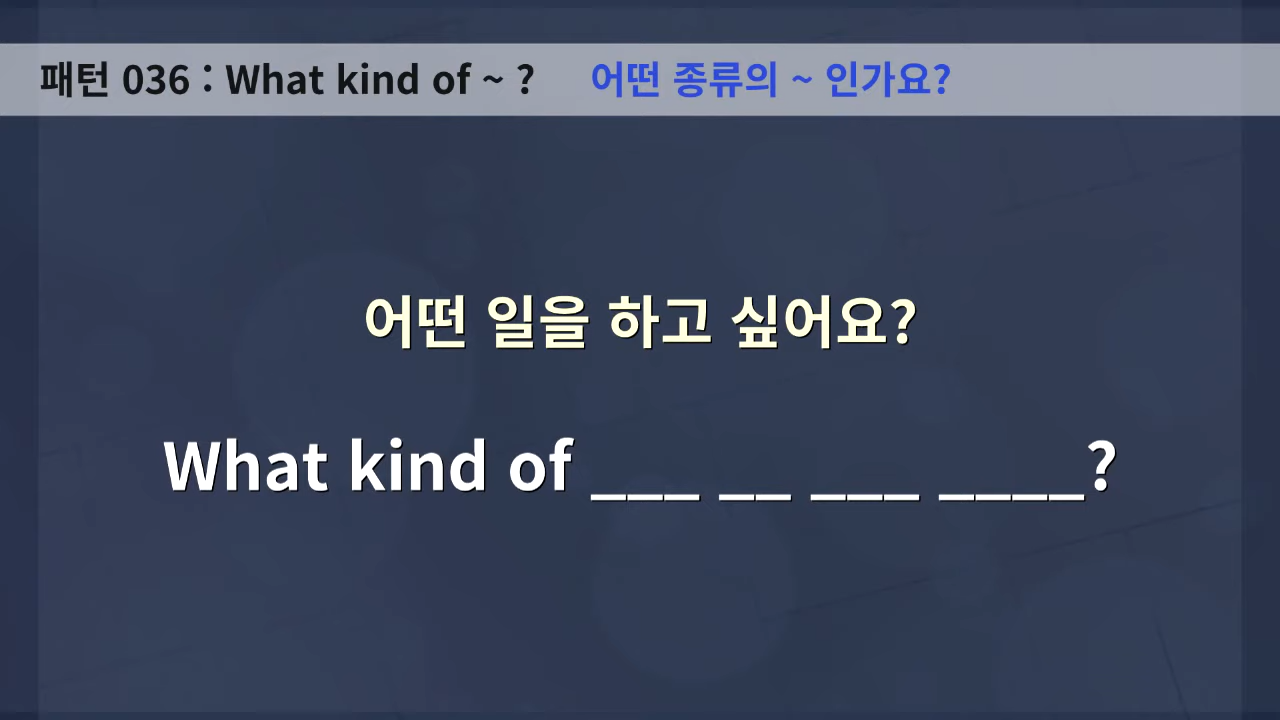 패턴 036 : What kind of ~ ? 어떤 종류의 ~ 인가요?
어떤 일을 하고 싶어요?
What kind of ___ __ ___ ____?